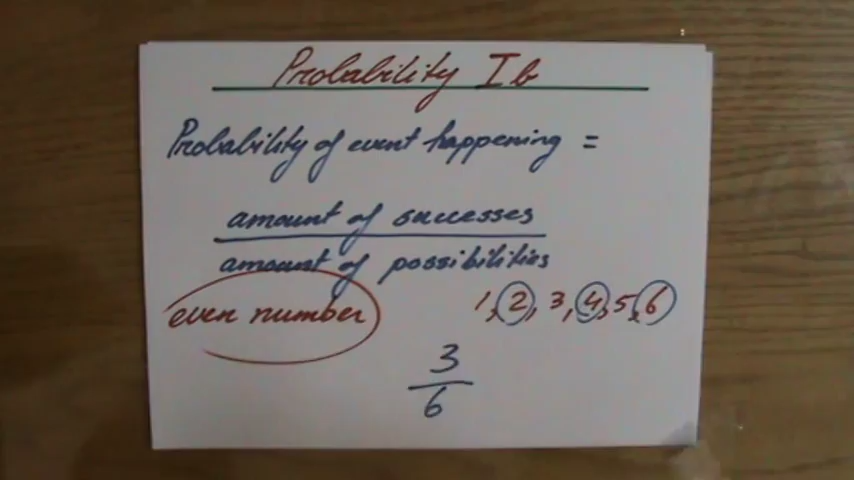 Probability Ib
Probability of event happening =
amount of successes
amount of possibilities
even number 1, 2, 3, 4, 5, 6
3
6